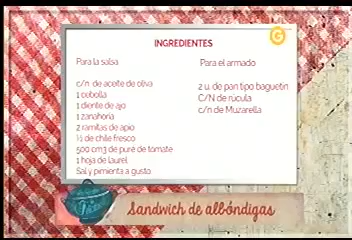 INGREDIENTES
Para la salsa
c/n de aceite de oliva
1 cebolla
1 diente de ajo
1 zanahoria
2 ramitas de apio
½ de chile fresco
500 cm3 de puré de tomate
1 hoja de laurel
Sal y pimienta a gusto
Para el armado
2 u. de pan tipo baguetin
C/N de rúcula
c/n de Muzarella
G
Sandwich de albóndigas